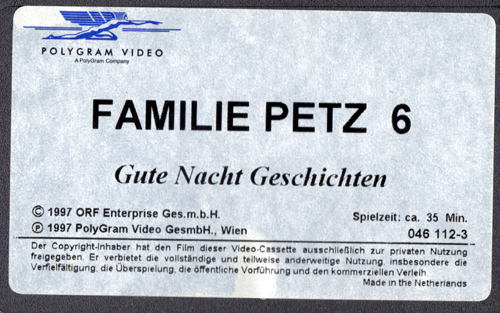 POLYGRAM VIDEO
A PolyGram Company
FAMILIE PETZ 6
Gute Nacht Geschichten
© 1997 ORF Enterprise Ges.m.b.H.
Spielzeit: ca. 35 Min.
℗ 1997 PolyGram Video GesmbH., Wien
046 112-3
Der Copyright-Inhaber hat den Film dieser Video-Cassette ausschließlich zur privaten Nutzung
freigegeben. Er verbietet die vollständige und teilweise anderweitige Nutzung, insbesondere die
Verfielfältigung, die Überspielung, die öffentliche Vorführung und den kommerziellen Verleih.
Made in the Netherlands